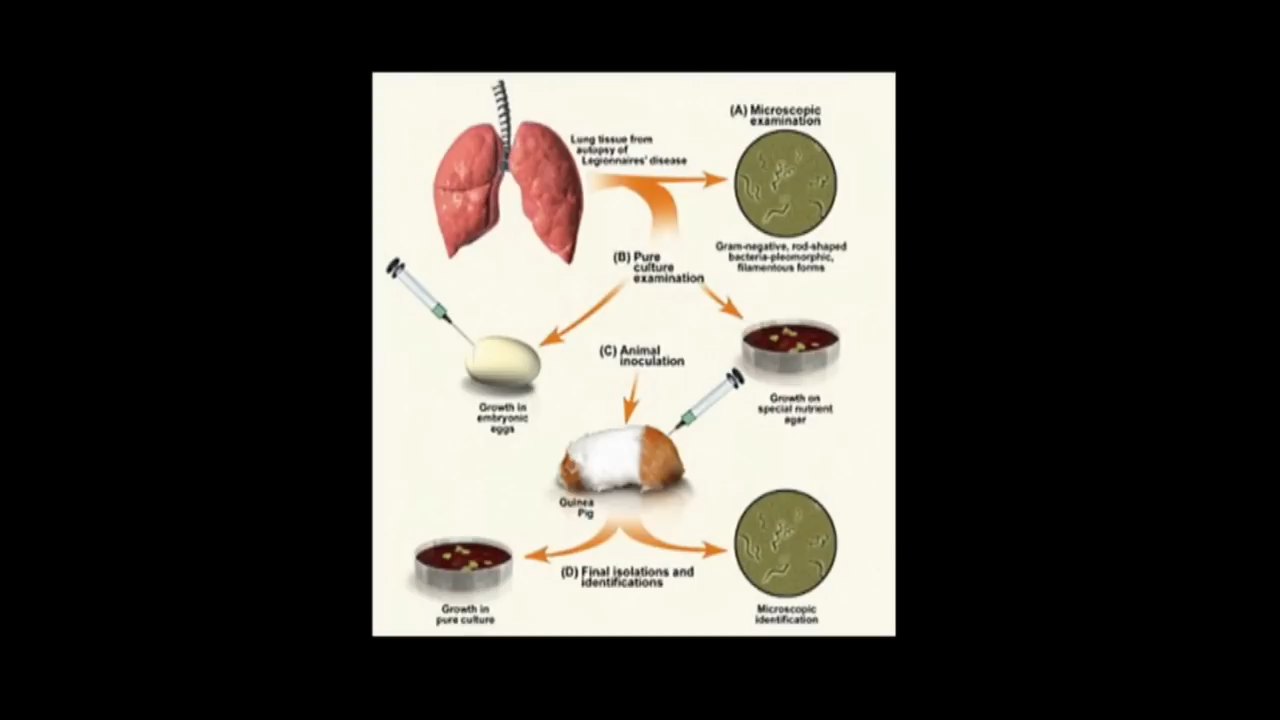 (A) Microscopic
examination
Lung tissue from
autopsy of
Legionnaires' disease
Gram-negative, rod-shaped
bacteria-pleomorphic,
filamentous forms
(B) Pure
culture
examination
(C) Animal
inoculation
Growth in
embryonic
eggs
Growth on
special nutrient
agar
Guinea
Pig
(D) Final isolations and
identifications
Growth in
pure culture
Microscopic
identification